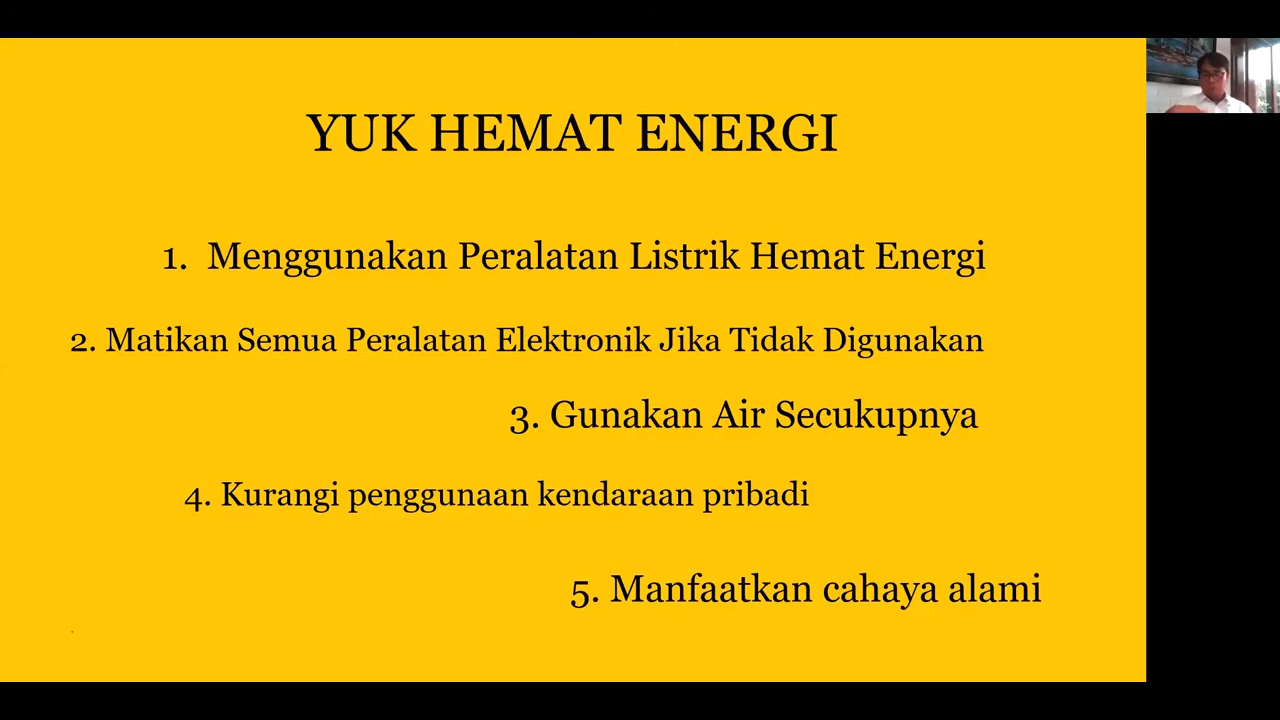 YUK HEMAT ENERGI
1. Menggunakan Peralatan Listrik Hemat Energi
2. Matikan Semua Peralatan Elektronik Jika Tidak Digunakan
3. Gunakan Air Secukupnya
4. Kurangi penggunaan kendaraan pribadi
5. Manfaatkan cahaya alami